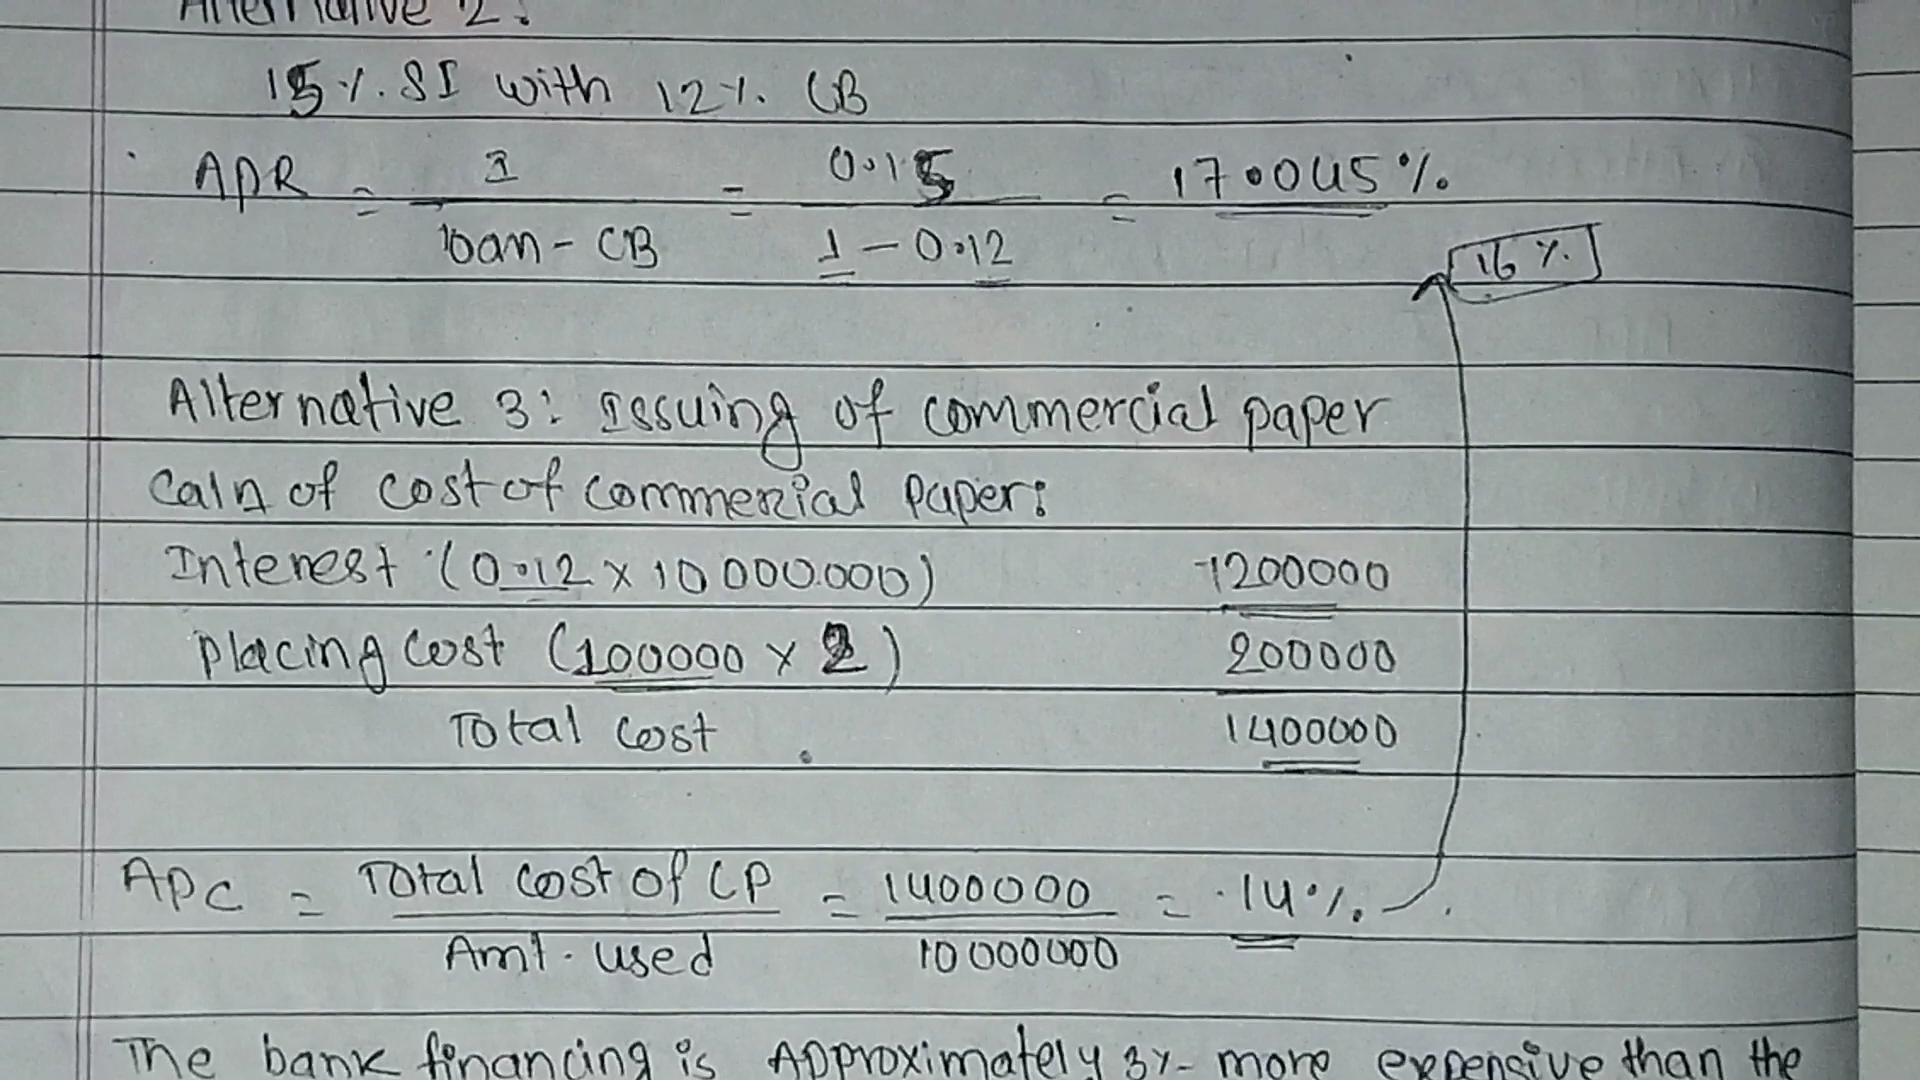 Alternative 2:
15%. SI with 12%. CB
APR = I / loan - CB = 0.15 / 1 - 0.12 = 17.045%
16%.
Alternative 3: Issuing of commercial paper
Caln of cost of commercial paper:
Interest (0.12 x 10000000) 1200000
placing cost (100000 x 2) 200000
Total cost 1400000
APC = Total cost of CP / Amt. used = 1400000 / 10000000 = 14%.
The bank financing is Approximately 3%- more expensive than the